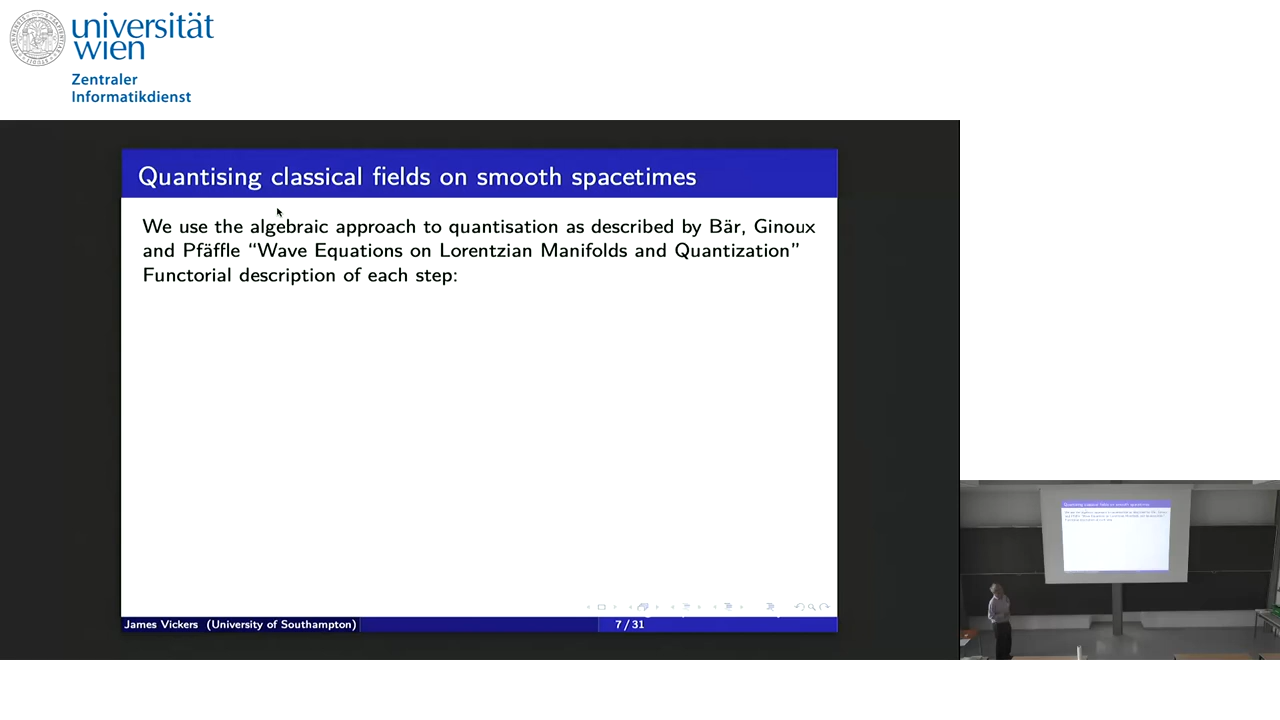 universität
wien
Zentraler
Informatikdienst
Quantising classical fields on smooth spacetimes
We use the algebraic approach to quantisation as described by Bär, Ginoux
and Pfäffle “Wave Equations on Lorentzian Manifolds and Quantization”
Functorial description of each step:
James Vickers (University of Southampton)
7 / 31